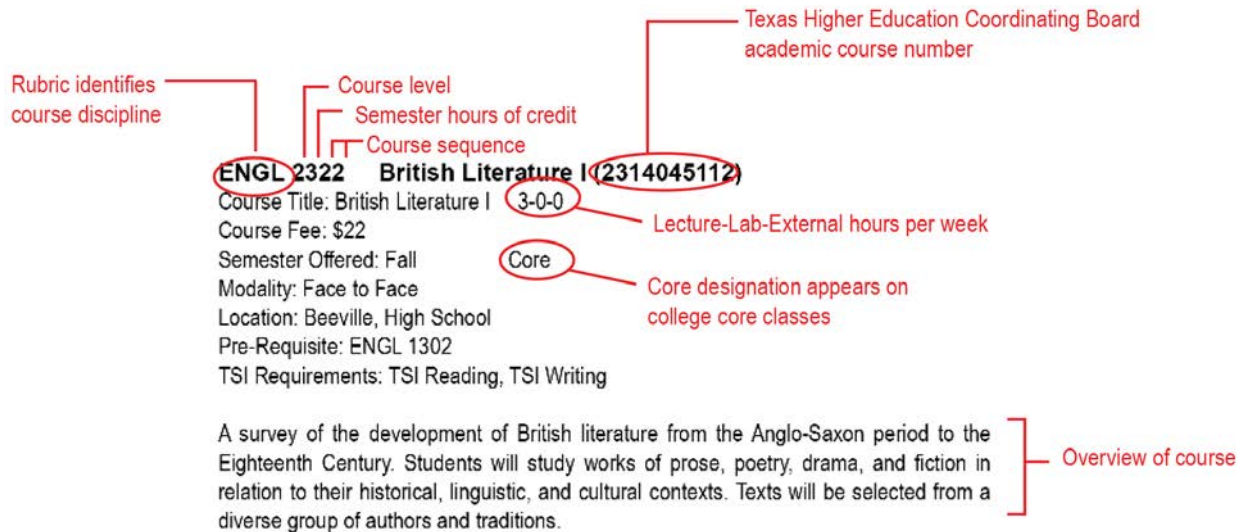 Texas Higher Education Coordinating Board
academic course number
Rubric identifies
course discipline
Course level
Semester hours of credit
Course sequence
ENGL 2322 British Literature I (2314045112)
Course Title: British Literature I 3-0-0
Lecture-Lab-External hours per week
Course Fee: $22
Semester Offered: Fall Core
Core designation appears on
college core classes
Modality: Face to Face
Location: Beeville, High School
Pre-Requisite: ENGL 1302
TSI Requirements: TSI Reading, TSI Writing
A survey of the development of British literature from the Anglo-Saxon period to the
Eighteenth Century. Students will study works of prose, poetry, drama, and fiction in
relation to their historical, linguistic, and cultural contexts. Texts will be selected from a
diverse group of authors and traditions.
Overview of course